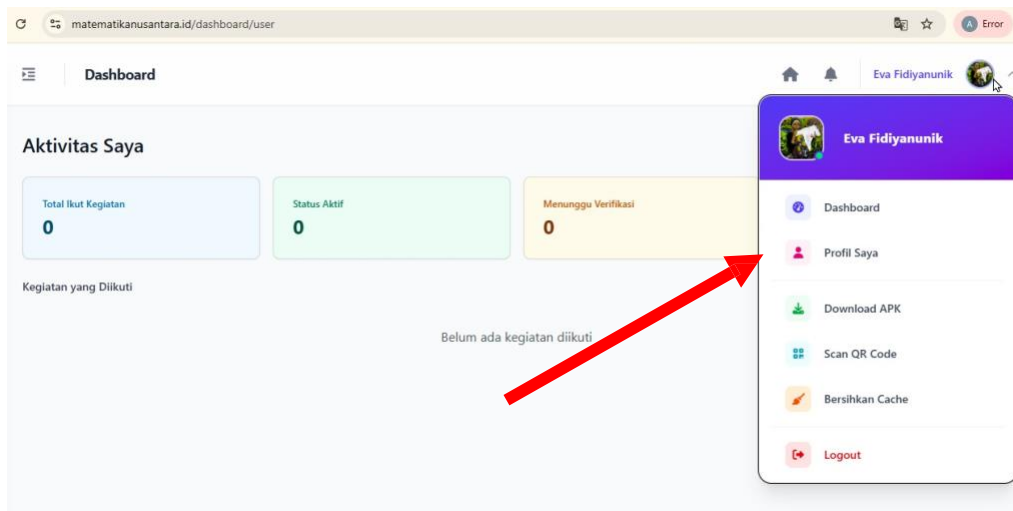 matematikanusantara.id/dashboard/user
A Error
Dashboard
Eva Fidiyanunik
Eva Fidiyanunik
Aktivitas Saya
Total Ikut Kegiatan
0
Status Aktif
0
Menunggu Verifikasi
0
Kegiatan yang Diikuti
Belum ada kegiatan diikuti
Dashboard
Profil Saya
Download APK
Scan QR Code
Bersihkan Cache
Logout